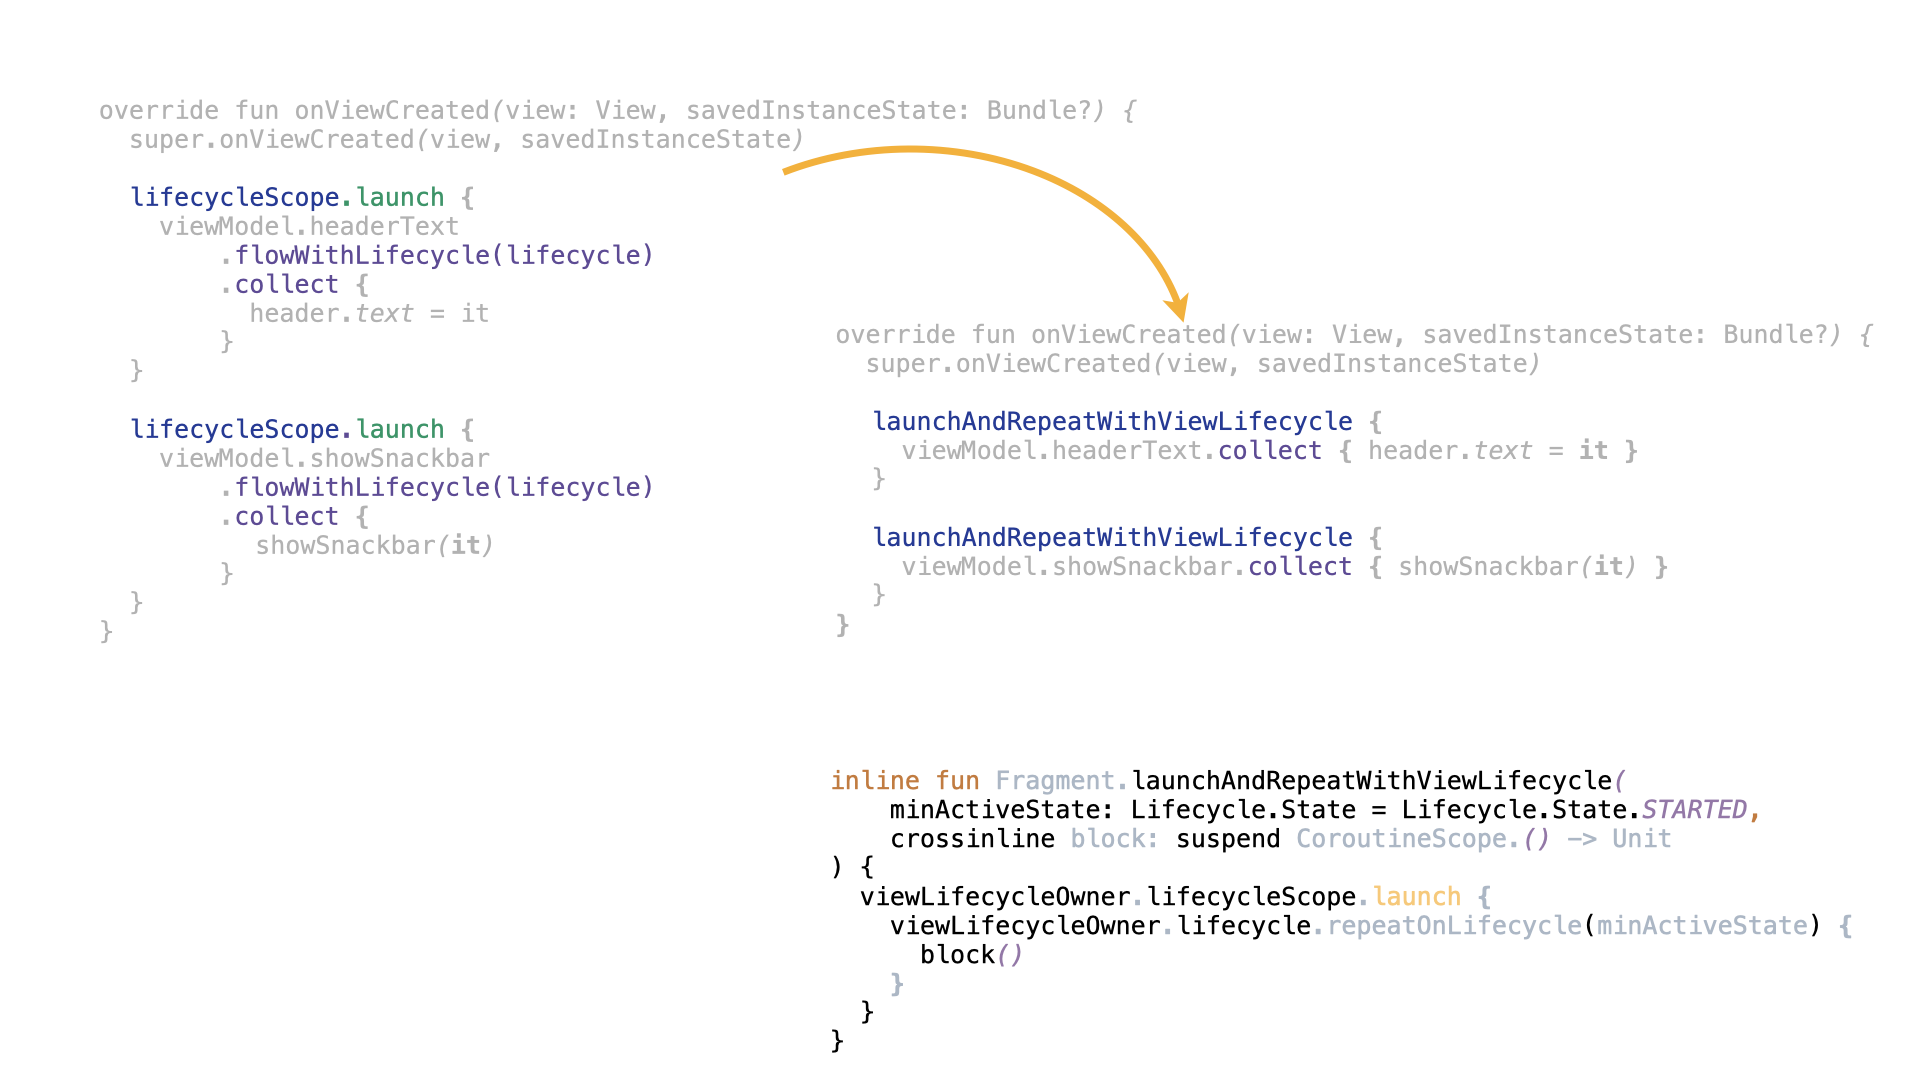 override fun onViewCreated(view: View, savedInstanceState: Bundle?) {
  super.onViewCreated(view, savedInstanceState)

  lifecycleScope.launch {
    viewModel.headerText
        .flowWithLifecycle(lifecycle)
        .collect {
          header.text = it
        }
  }

  lifecycleScope.launch {
    viewModel.showSnackbar
        .flowWithLifecycle(lifecycle)
        .collect {
          showSnackbar(it)
        }
  }
}

override fun onViewCreated(view: View, savedInstanceState: Bundle?) {
  super.onViewCreated(view, savedInstanceState)

  launchAndRepeatWithViewLifecycle {
    viewModel.headerText.collect { header.text = it }
  }

  launchAndRepeatWithViewLifecycle {
    viewModel.showSnackbar.collect { showSnackbar(it) }
  }
}

inline fun Fragment.launchAndRepeatWithViewLifecycle(
    minActiveState: Lifecycle.State = Lifecycle.State.STARTED,
    crossinline block: suspend CoroutineScope.() -> Unit
) {
  viewLifecycleOwner.lifecycleScope.launch {
    viewLifecycleOwner.lifecycle.repeatOnLifecycle(minActiveState) {
      block()
    }
  }
}